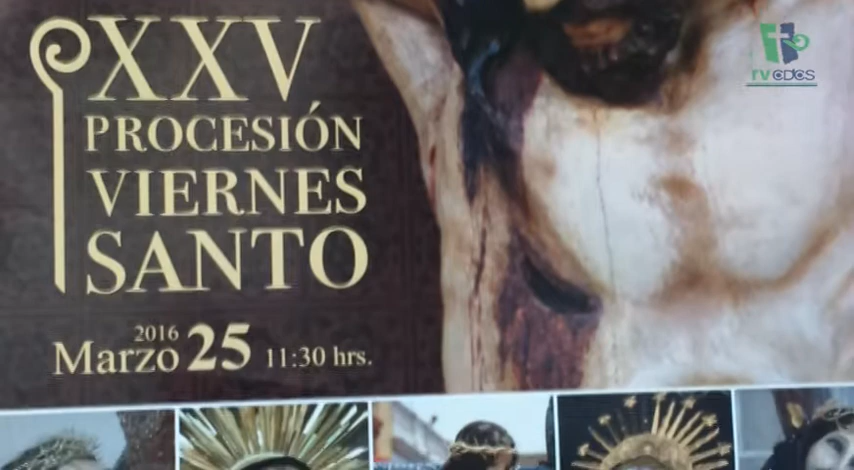 XXV
PROCESIÓN
VIERNES
SANTO
2016
Marzo 25 11:30 hrs.
TVCDCS